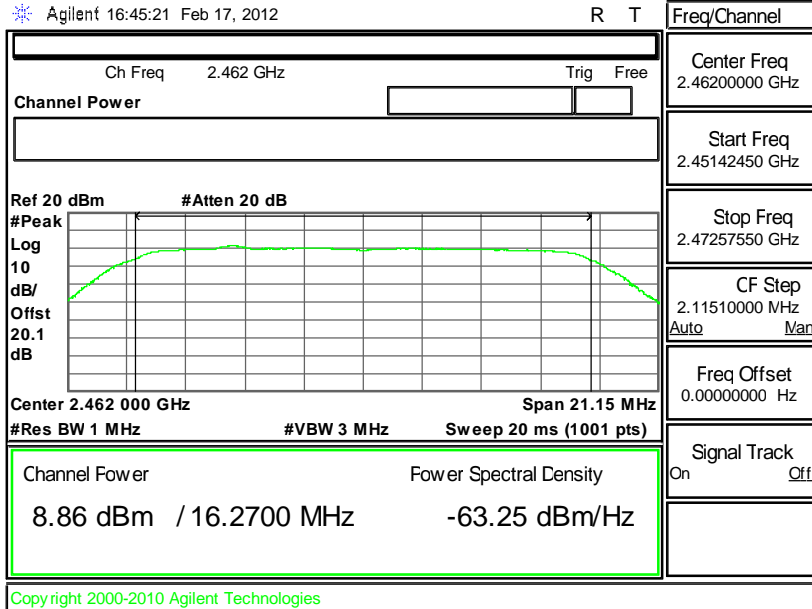 Agilent 16:45:21 Feb 17, 2012 R T
Freq/Channel
Ch Freq 2.462 GHz Trig Free
Channel Power
Center Freq
2.46200000 GHz
Start Freq
2.45142450 GHz
Stop Freq
2.47257550 GHz
CF Step
2.11510000 MHz
Auto Man
Freq Offset
0.00000000 Hz
Signal Track
On Off
Ref 20 dBm #Atten 20 dB
#Peak
Log
10
dB/
Offst
20.1
dB
Center 2.462 000 GHz Span 21.15 MHz
#Res BW 1 MHz #VBW 3 MHz Sweep 20 ms (1001 pts)
Channel Power Power Spectral Density
8.86 dBm / 16.2700 MHz -63.25 dBm/Hz
Copyright 2000-2010 Agilent Technologies